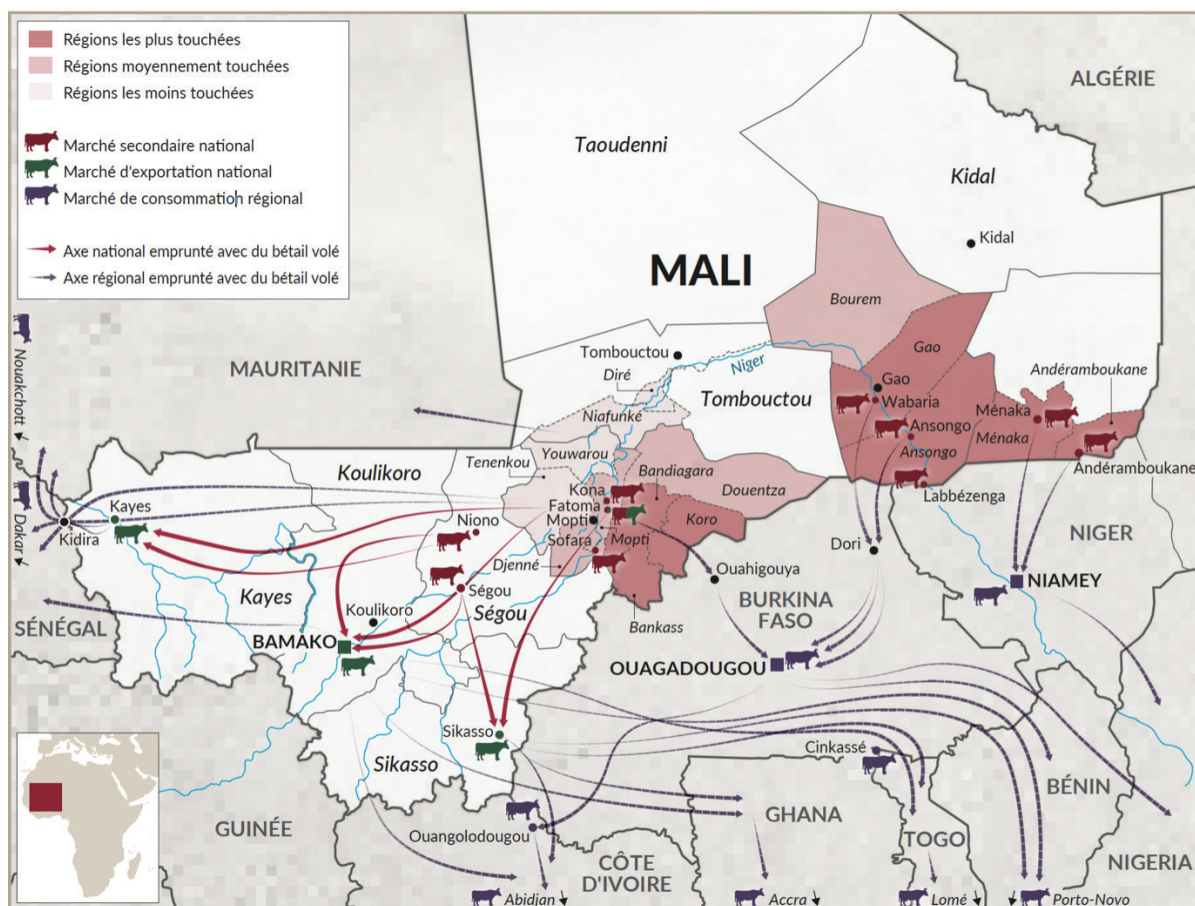 Régions les plus touchées
Régions moyennement touchées
Régions les moins touchées
Marché secondaire national
Marché d'exportation national
Marché de consommation régional
Axe national emprunté avec du bétail volé
Axe régional emprunté avec du bétail volé
ALGÉRIE
Taoudenni
Kidal
Kidal
MALI
Bourem
Nouakchott
MAURITANIE
Tombouctou
Diré
Niger
Gao
Gao
Wabaria
Andéramboukane
Niafunké
Tombouctou
Ménaka
Ansongo
Ménaka
Youwarou
Ansongo
Tenenkou
Bandiagara
Andéramboukane
Koulikoro
Douentza
Labbézenga
Kona
Dakar
Kayes
Fatoma
Niono
Mopti
Koro
Kidira
Sofara
Mopti
NIGER
Dori
Djenné
Ouahigouya
NIAMEY
Ségou
Kayes
Koulikoro
Ségou
BURKINA
FASO
Bankass
SÉNÉGAL
BAMAKO
OUAGADOUGOU
Sikasso
Cinkassé
Sikasso
BÉNIN
GHANA
GUINÉE
Ouangolodougou
TOGO
CÔTE
D'IVOIRE
NIGERIA
Abidjan
Accra
Lomé
Porto-Novo